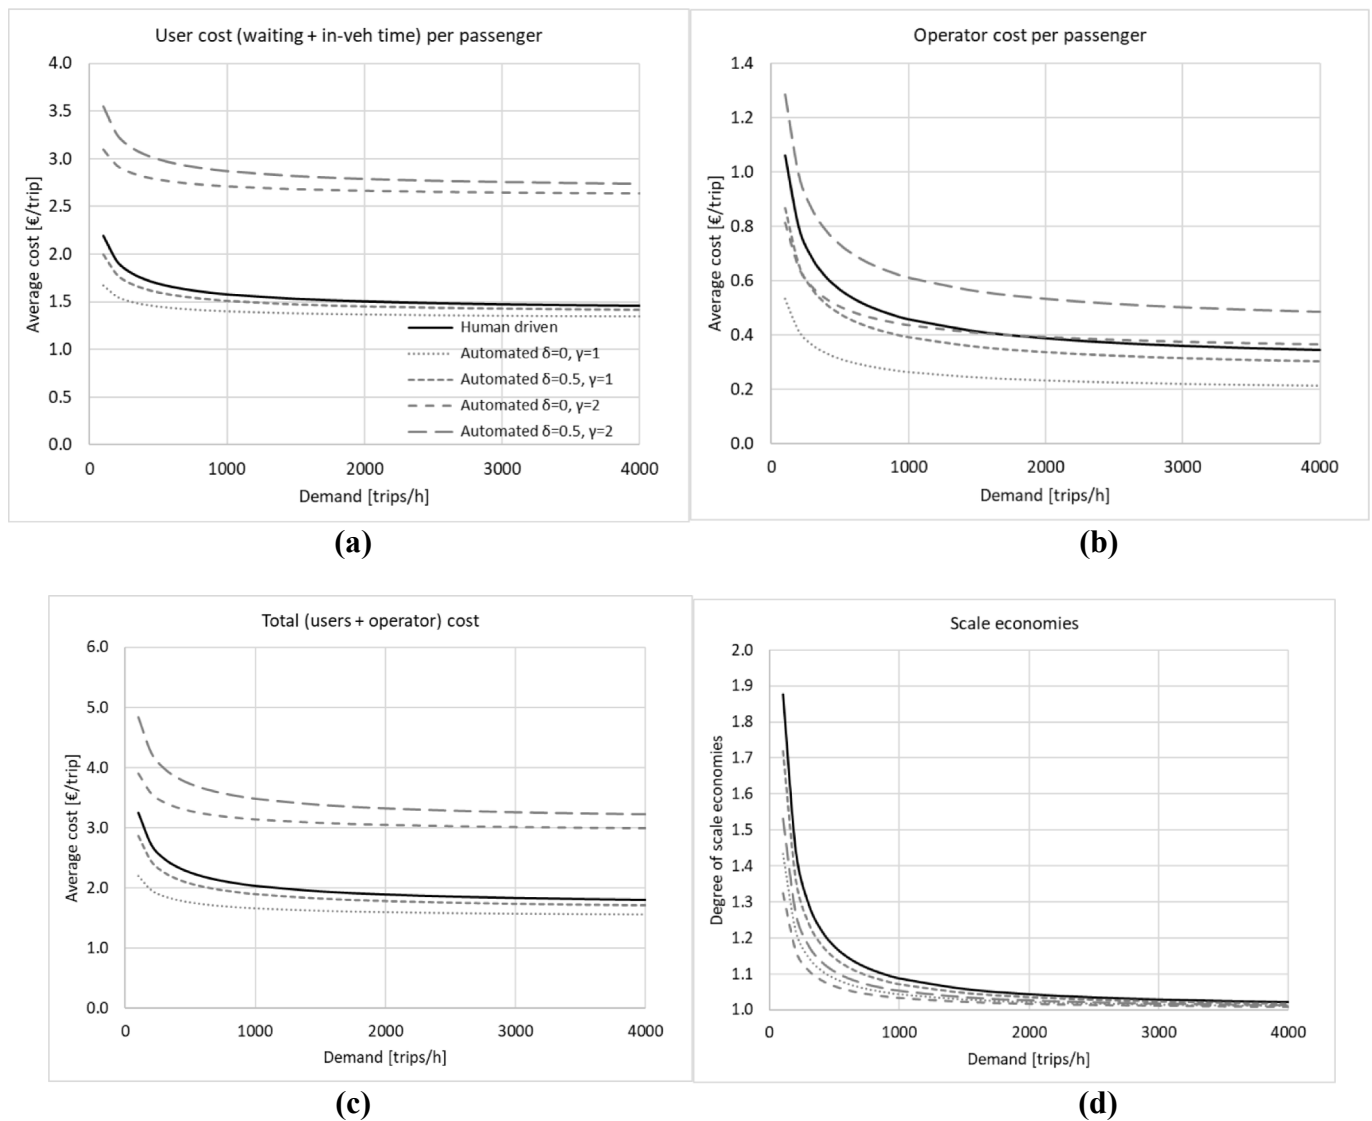 User cost (waiting + in-veh time) per passenger
Average cost [€/trip]
4.0
3.5
3.0
2.5
2.0
1.5
1.0
0.5
0.0
Human driven
Automated δ=0, γ=1
Automated δ=0.5, γ=1
Automated δ=0, γ=2
Automated δ=0.5, γ=2
0 1000 2000 3000 4000
Demand [trips/h]
(a)
Operator cost per passenger
Average cost [€/trip]
1.4
1.2
1.0
0.8
0.6
0.4
0.2
0.0
0 1000 2000 3000 4000
Demand [trips/h]
(b)
Total (users + operator) cost
Average cost [€/trip]
6.0
5.0
4.0
3.0
2.0
1.0
0.0
0 1000 2000 3000 4000
Demand [trips/h]
(c)
Scale economies
Degree of scale economies
2.0
1.9
1.8
1.7
1.6
1.5
1.4
1.3
1.2
1.1
1.0
0 1000 2000 3000 4000
Demand [trips/h]
(d)